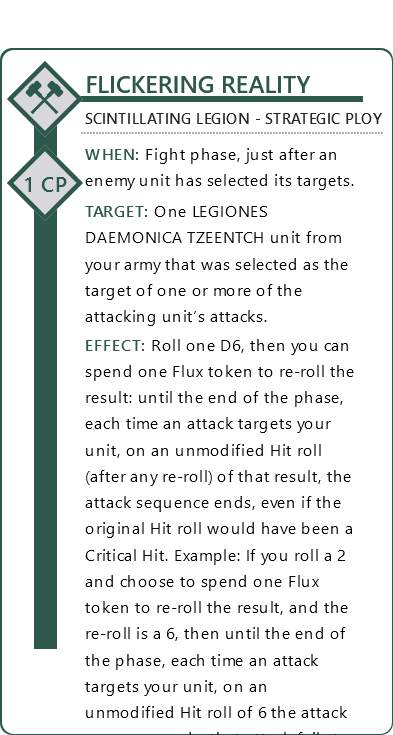 FLICKERING REALITY
SCINTILLATING LEGION - STRATEGIC PLOY
WHEN: Fight phase, just after an
1 CP
enemy unit has selected its targets.
TARGET: One LEGIONES
DAEMONICA TZEENTCH unit from
your army that was selected as the
target of one or more of the
attacking unit's attacks.
EFFECT: Roll one D6, then you can
spend one Flux token to re-roll the
result: until the end of the phase,
each time an attack targets your
unit, on an unmodified Hit roll
(after any re-roll) of that result, the
attack sequence ends, even if the
original Hit roll would have been a
Critical Hit. Example: If you roll a 2
and choose to spend one Flux
token to re-roll the result, and the
re-roll is a 6, then until the end of
the phase, each time an attack
targets your unit, on an
unmodified Hit roll of 6 the attack